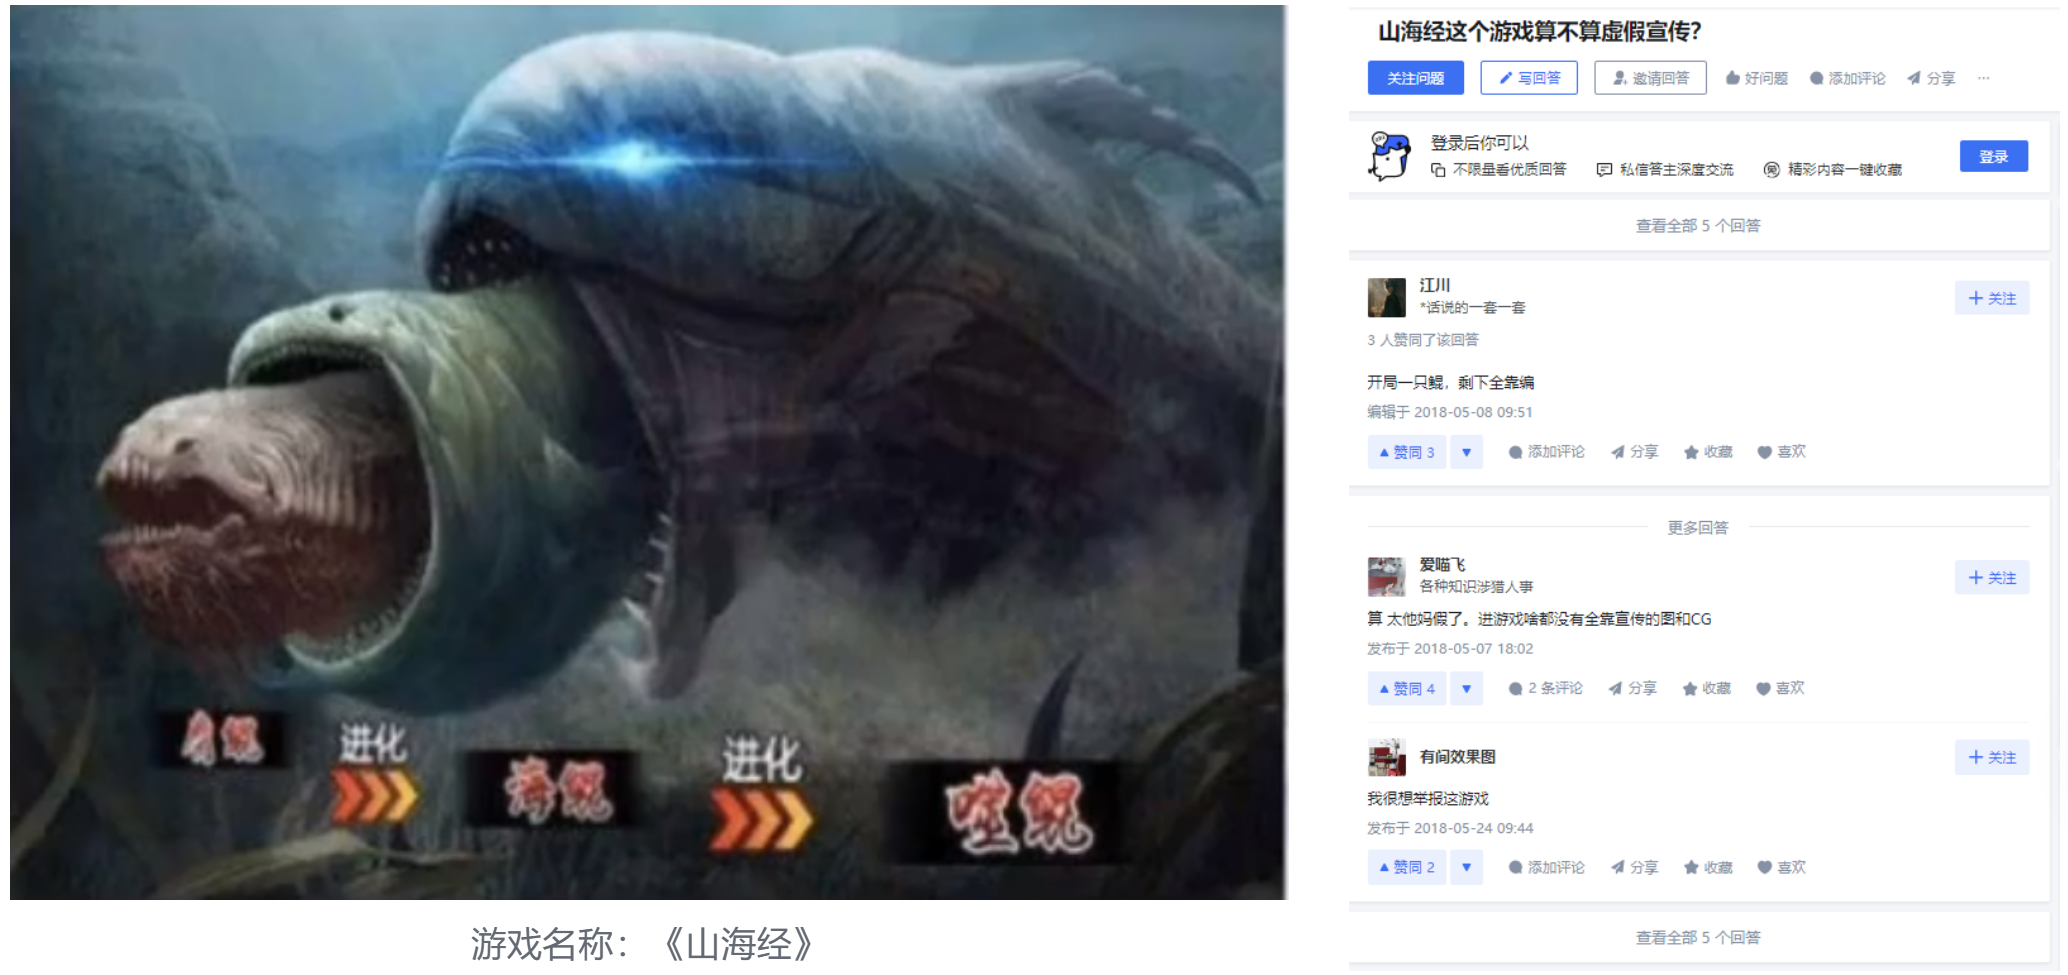 进化
海鲲
进化
噬鲲
游戏名称：《山海经》
山海经这个游戏算不算虚假宣传？
关注问题 写回答 邀请回答 好问题 添加评论 分享 ...
登录后你可以
不限量看优质回答 私信答主深度交流 精彩内容一键收藏
登录
查看全部 5 个回答
江川
*话说的一套一套
关注
3 人赞同了该回答
开局一只鲲，剩下全靠编
编辑于 2018-05-08 09:51
赞同 3 添加评论 分享 收藏 喜欢
更多回答
爱喵飞
各种知识涉猎人事
关注
算 太他妈假了。进游戏啥都没有全靠宣传的图和CG
发布于 2018-05-07 18:02
赞同 4 2 条评论 分享 收藏 喜欢
有间效果图
关注
我很想举报这游戏
发布于 2018-05-24 09:44
赞同 2 添加评论 分享 收藏 喜欢
查看全部 5 个回答